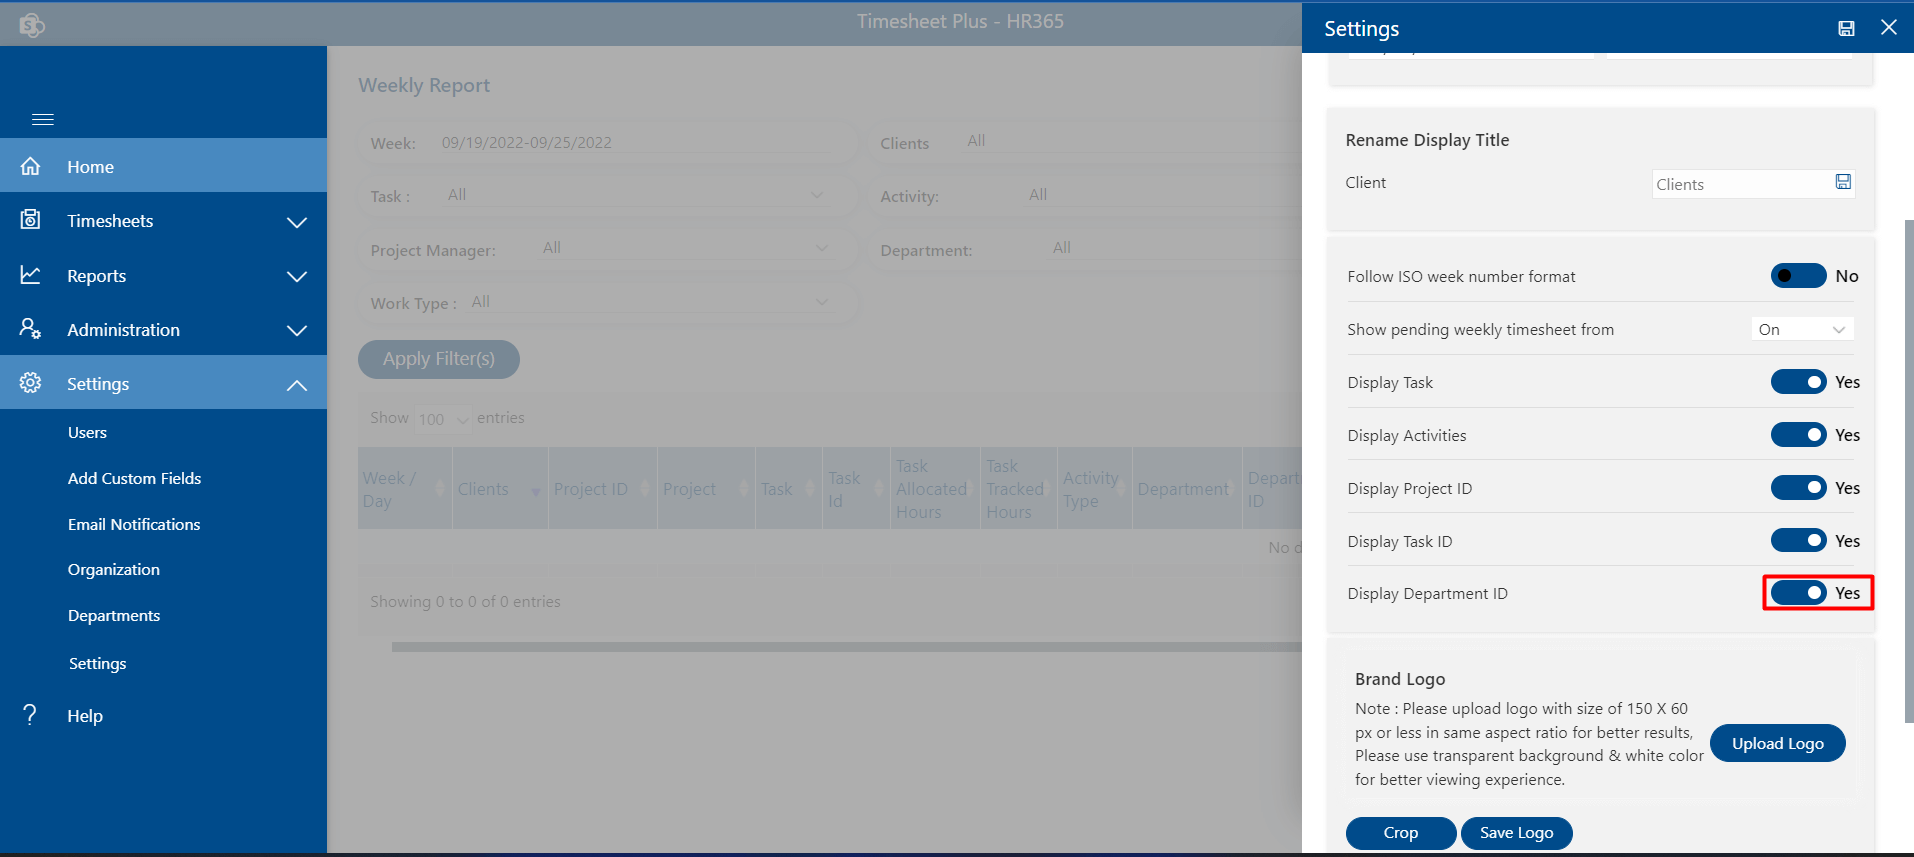 Timesheet Plus - HR365
Home
Timesheets
Reports
Administration
Settings
Users
Add Custom Fields
Email Notifications
Organization
Departments
Settings
Help
Weekly Report
Week: 09/19/2022-09/25/2022
Clients All
Task : All
Activity: All
Project Manager: All
Department: All
Work Type : All
Apply Filter(s)
Show 100 entries
Week / Day
Clients
Project ID
Project
Task
Task Id
Task Allocated Hours
Task Tracked Hours
Activity Type
Department
Depart ID
No d
Showing 0 to 0 of 0 entries
Settings
Rename Display Title
Client
Clients
Follow ISO week number format No
Show pending weekly timesheet from On
Display Task Yes
Display Activities Yes
Display Project ID Yes
Display Task ID Yes
Display Department ID Yes
Brand Logo
Note : Please upload logo with size of 150 X 60
px or less in same aspect ratio for better results,
Please use transparent background & white color
for better viewing experience.
Upload Logo
Crop
Save Logo